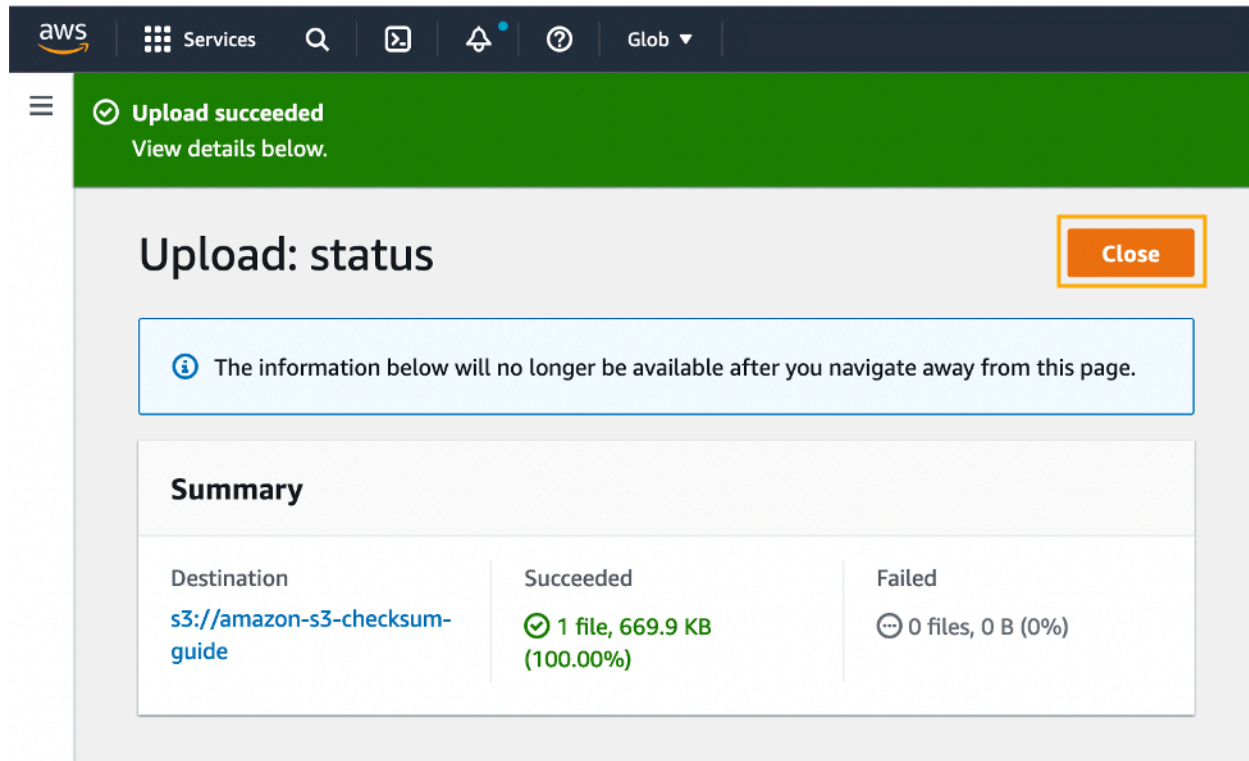 aws Services Glob
Upload succeeded
View details below.
Upload: status
Close
The information below will no longer be available after you navigate away from this page.
Summary
Destination
s3://amazon-s3-checksum-
guide
Succeeded
1 file, 669.9 KB
(100.00%)
Failed
0 files, 0 B (0%)